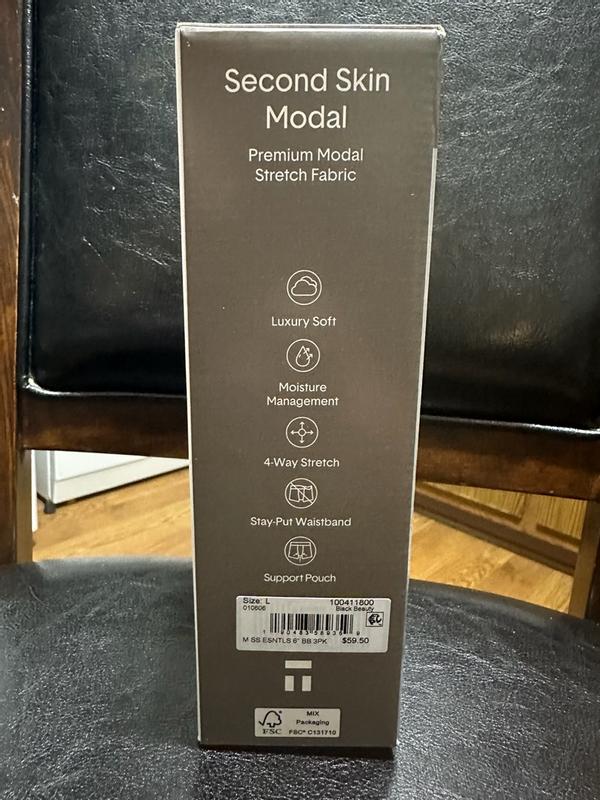 Second Skin
Modal
Premium Modal
Stretch Fabric
Luxury Soft
Moisture
Management
4-Way Stretch
Stay-Put Waistband
Support Pouch
Size: L 100411800
010606 Black Beauty
M SS ESNTLS 6" BB 3PK $59.50
FSC
MIX
Packaging
FSC® C131710